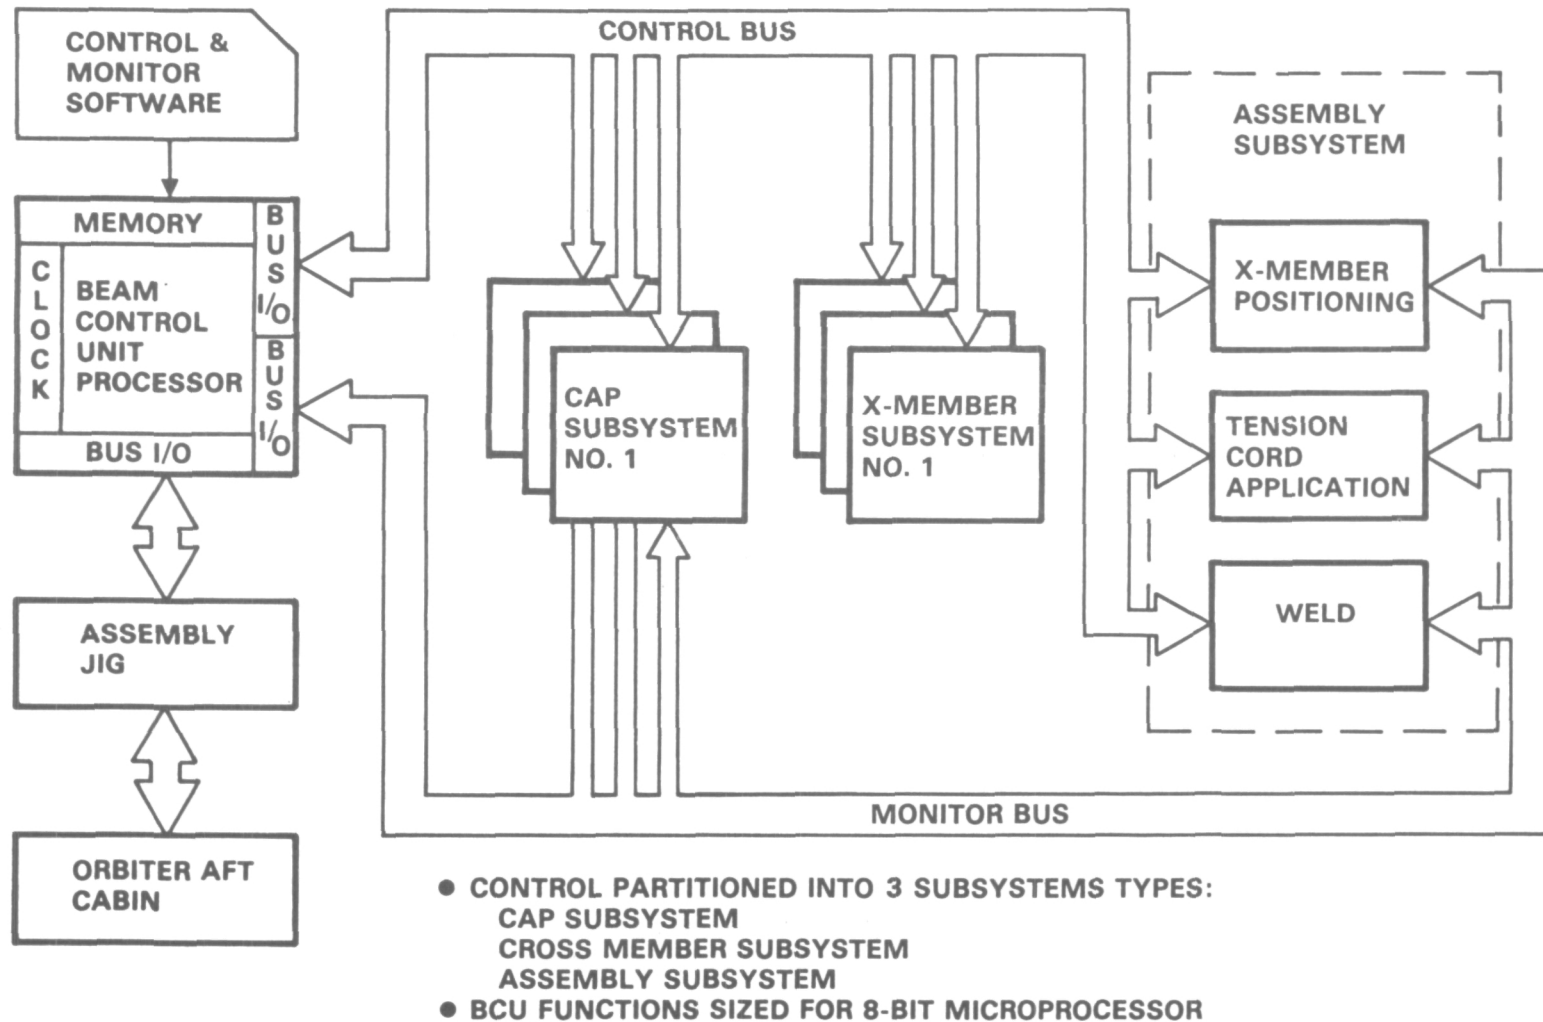 CONTROL &
MONITOR
SOFTWARE
MEMORY
CLOCK
BEAM
CONTROL
UNIT
PROCESSOR
BUS I/O
BUS I/O
BUS I/O
ASSEMBLY
JIG
ORBITER AFT
CABIN
CONTROL BUS
CAP
SUBSYSTEM
NO. 1
X-MEMBER
SUBSYSTEM
NO. 1
ASSEMBLY
SUBSYSTEM
X-MEMBER
POSITIONING
TENSION
CORD
APPLICATION
WELD
MONITOR BUS
● CONTROL PARTITIONED INTO 3 SUBSYSTEMS TYPES:
CAP SUBSYSTEM
CROSS MEMBER SUBSYSTEM
ASSEMBLY SUBSYSTEM
● BCU FUNCTIONS SIZED FOR 8-BIT MICROPROCESSOR